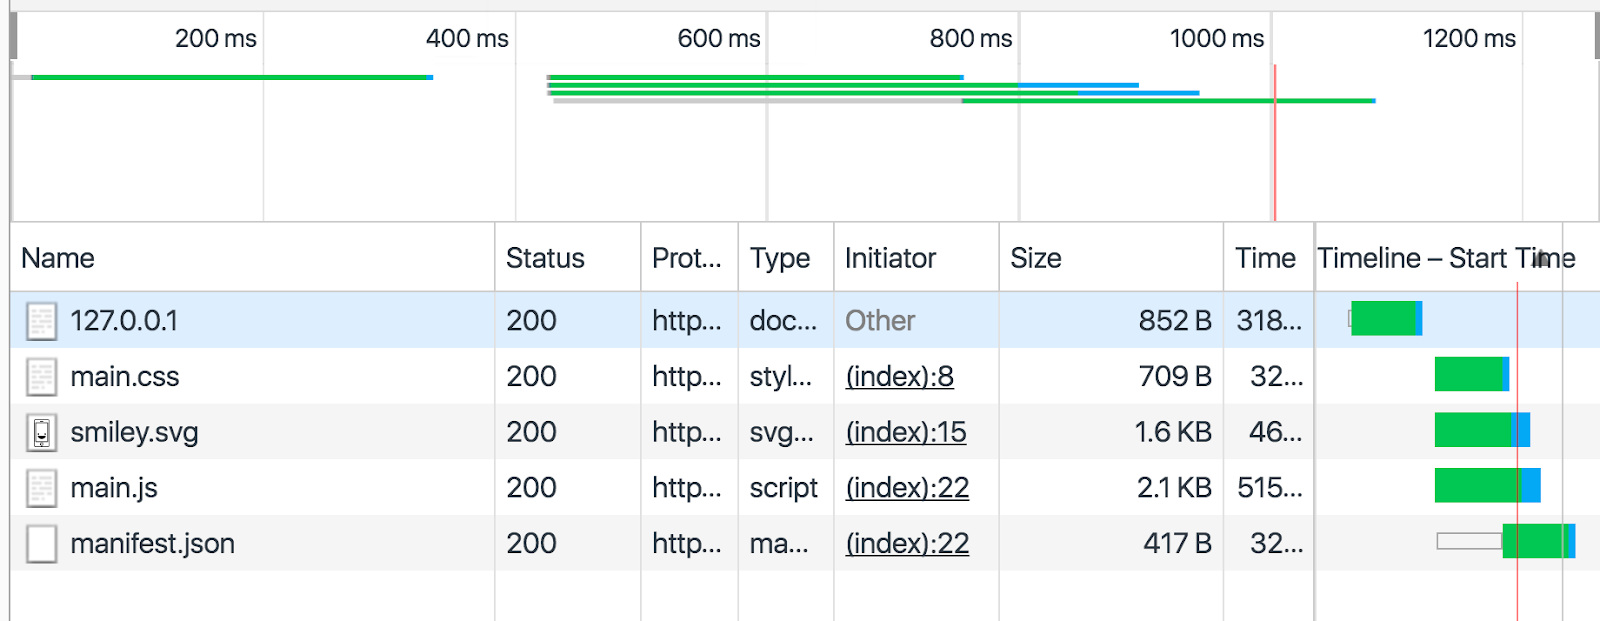 200 ms 400 ms 600 ms 800 ms 1000 ms 1200 ms
Name Status Prot... Type Initiator Size Time Timeline – Start Time
127.0.0.1 200 http... doc... Other 852 B 318...
main.css 200 http... styl... (index):8 709 B 32...
smiley.svg 200 http... svg... (index):15 1.6 KB 46...
main.js 200 http... script (index):22 2.1 KB 515...
manifest.json 200 http... ma... (index):22 417 B 32...